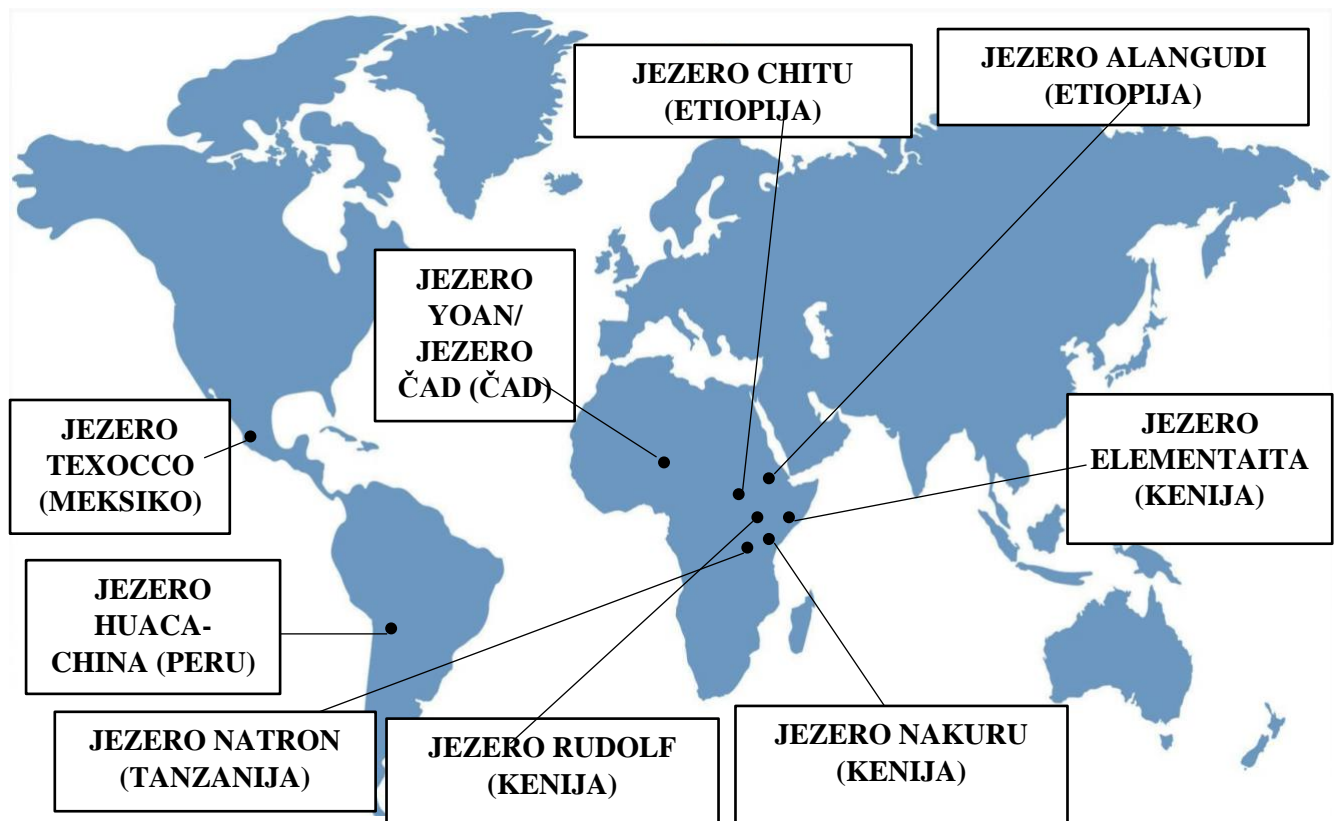 JEZERO CHITU
(ETIOPIJA)
JEZERO ALANGUDI
(ETIOPIJA)
JEZERO
YOAN/
JEZERO
ČAD (ČAD)
JEZERO
TEXOCCO
(MEKSIKO)
JEZERO
ELEMENTAITA
(KENIJA)
JEZERO
HUACA-
CHINA (PERU)
JEZERO NATRON
(TANZANIJA)
JEZERO RUDOLF
(KENIJA)
JEZERO NAKURU
(KENIJA)